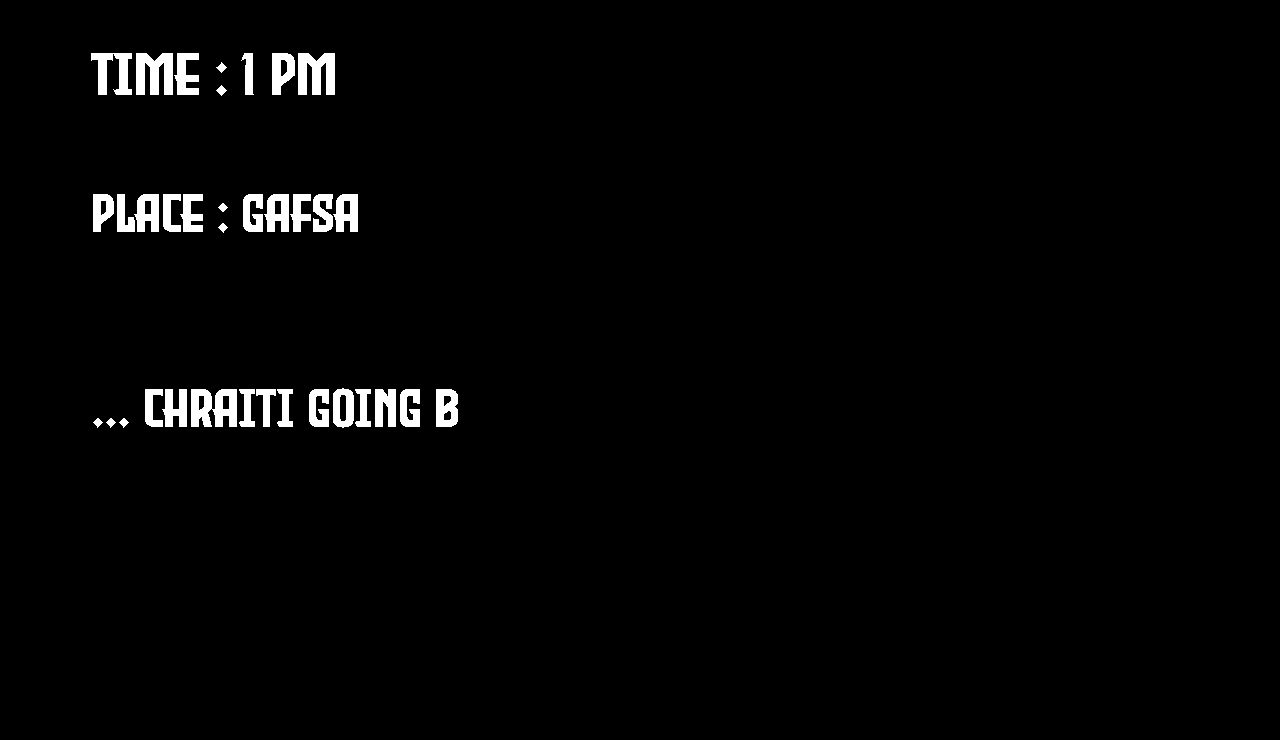 TIME : 1 PM
PLACE : GAFSA
... CHRAITI GOING B